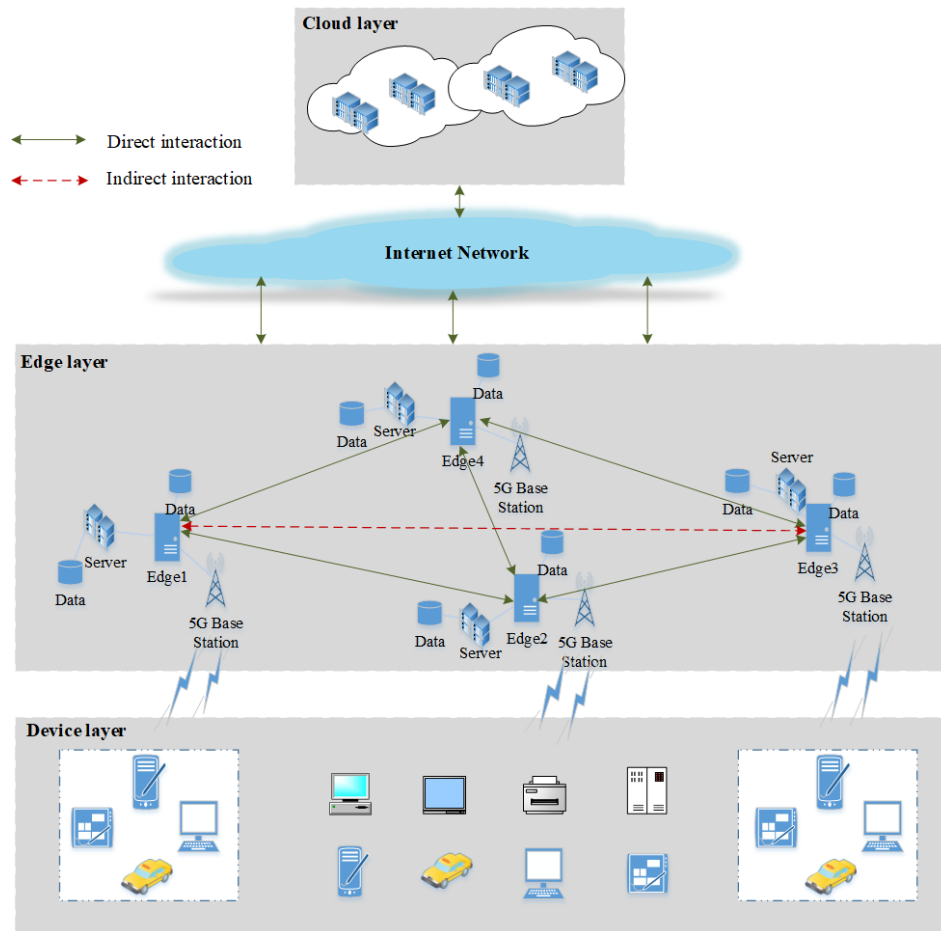 Cloud layer
Direct interaction
Indirect interaction
Internet Network
Edge layer
Data
Data
Server
Edge4
5G Base
Station
Server
Data
Data
Edge3
5G Base
Station
Data
Server
Data
Edge1
5G Base
Station
Data
Data
Server
Edge2
5G Base
Station
Device layer